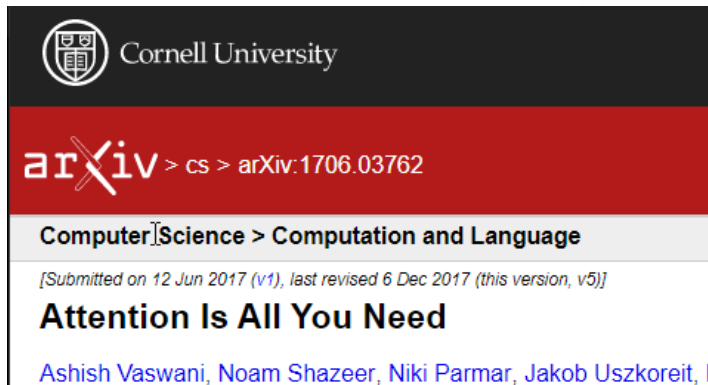 Cornell University
arXiv > cs > arXiv:1706.03762
Computer Science > Computation and Language
[Submitted on 12 Jun 2017 (v1), last revised 6 Dec 2017 (this version, v5)]
Attention Is All You Need
Ashish Vaswani, Noam Shazeer, Niki Parmar, Jakob Uszkoreit,